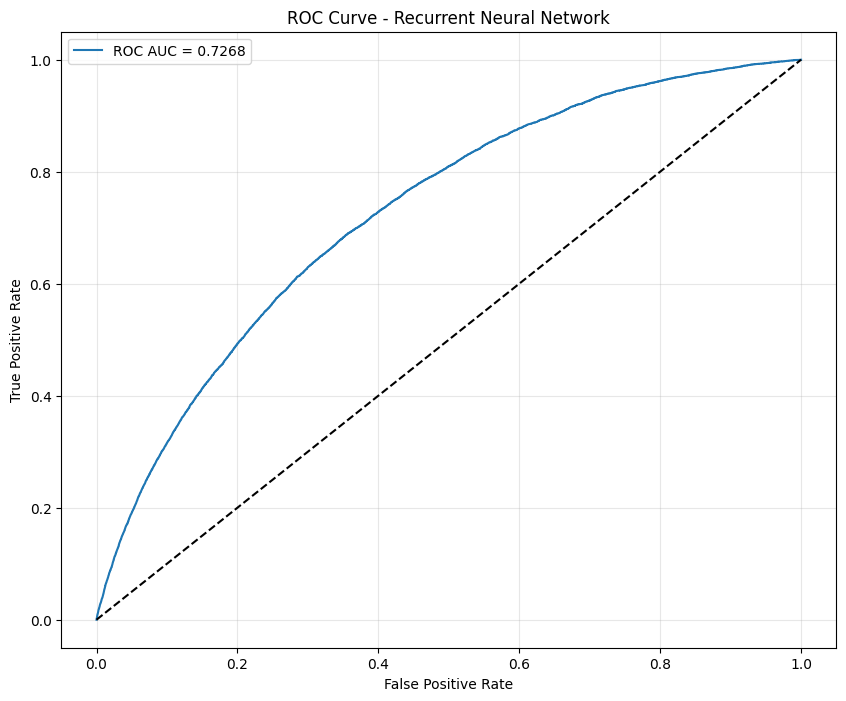 ROC Curve - Recurrent Neural Network
ROC AUC = 0.7268
True Positive Rate
1.0
0.8
0.6
0.4
0.2
0.0
0.0 0.2 0.4 0.6 0.8 1.0
False Positive Rate